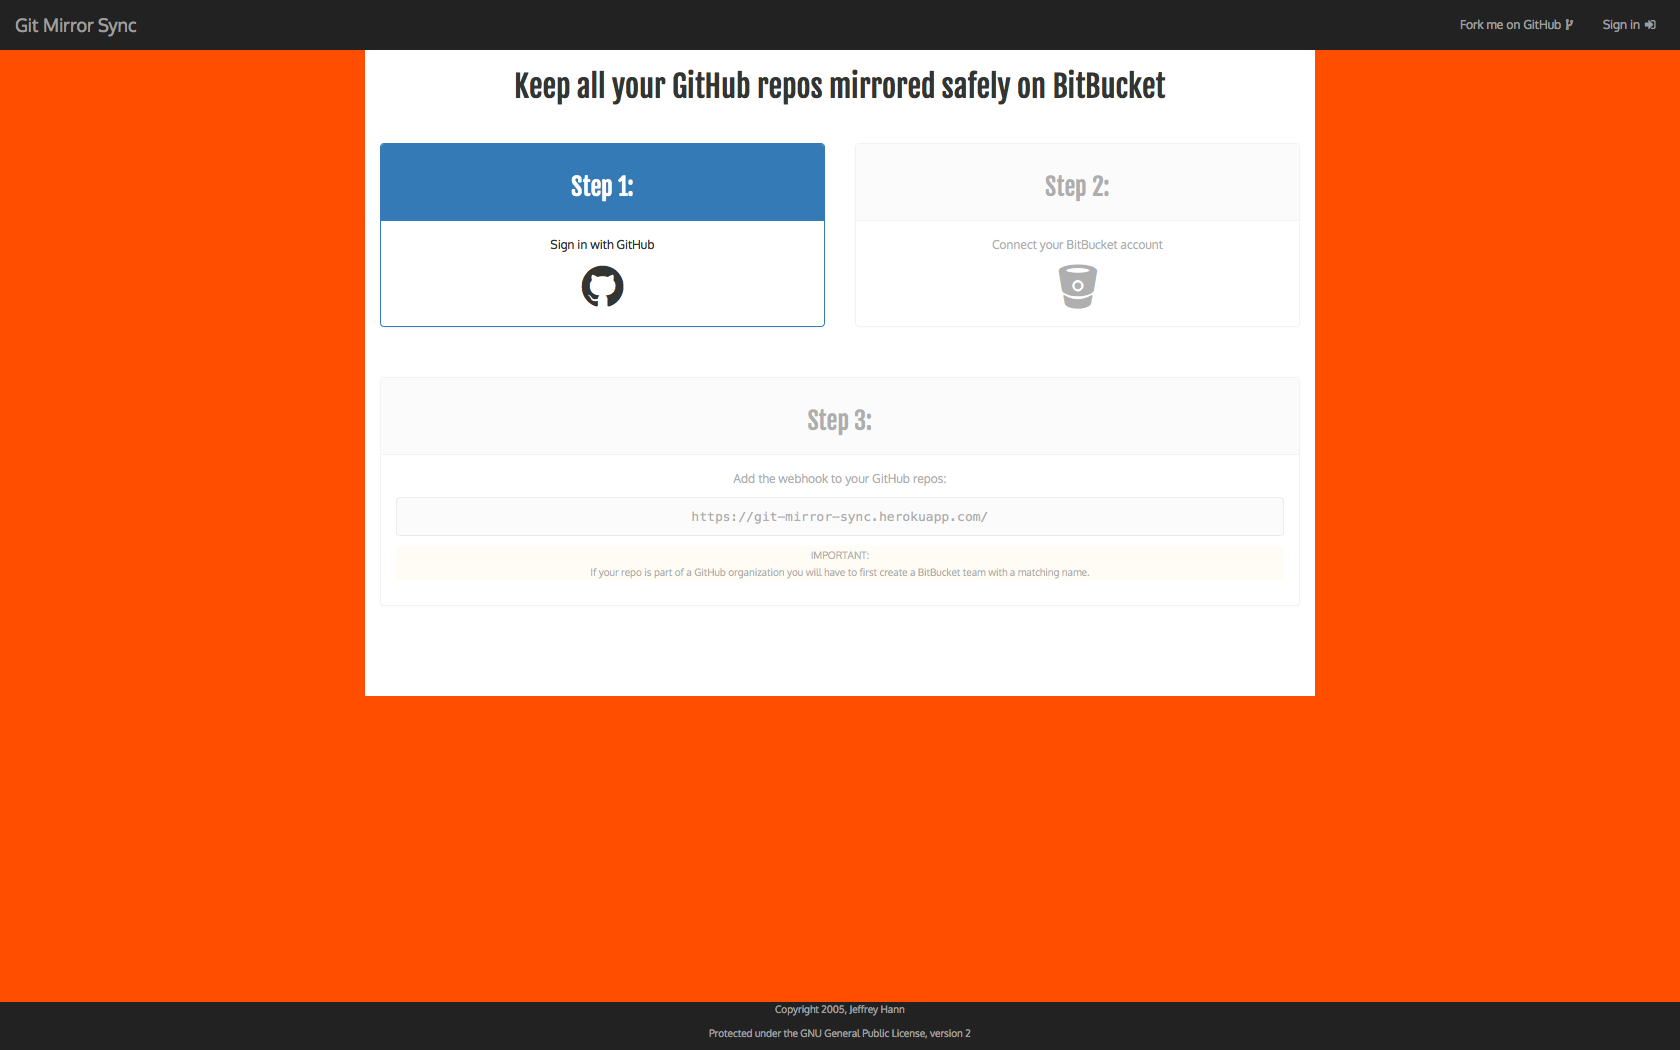 Git Mirror Sync
Fork me on GitHub
Sign in
Keep all your GitHub repos mirrored safely on BitBucket
Step 1:
Sign in with GitHub
Step 2:
Connect your BitBucket account
Step 3:
Add the webhook to your GitHub repos:
https://git-mirror-sync.herokuapp.com/
IMPORTANT:
If your repo is part of a GitHub organization you will have to first create a BitBucket team with a matching name.
Copyright 2005, Jeffrey Hann
Protected under the GNU General Public License, version 2